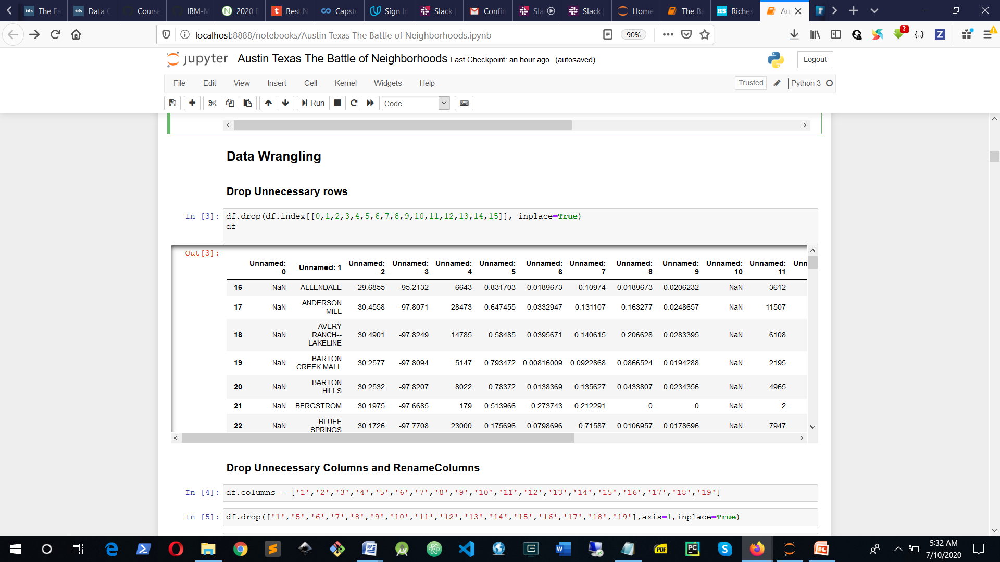 The Ea
Data C
Course
IBM-M
2020 E
Best N
Capst
Sign In
Slack
Confir
Sla
Slack
Home
The Ba
Riches
Au
localhost:8888/notebooks/Austin Texas The Battle of Neighborhoods.ipynb
90%
jupyter Austin Texas The Battle of Neighborhoods Last Checkpoint: an hour ago (autosaved)
Logout
File Edit View Insert Cell Kernel Widgets Help
Trusted Python 3
Run Code
Data Wrangling
Drop Unnecessary rows
In [3]: df.drop(df.index[[0,1,2,3,4,5,6,7,8,9,10,11,12,13,14,15]], inplace=True)
df
Out[3]:
Unnamed: 0 Unnamed: 1 Unnamed: 2 Unnamed: 3 Unnamed: 4 Unnamed: 5 Unnamed: 6 Unnamed: 7 Unnamed: 8 Unnamed: 9 Unnamed: 10 Unnamed: 11 Unn
16 NaN ALLENDALE 29.6855 -95.2132 6643 0.831703 0.0189673 0.10974 0.0189673 0.0206232 NaN 3612
17 NaN ANDERSON MILL 30.4558 -97.8071 28473 0.647455 0.0332947 0.131107 0.163277 0.0248657 NaN 11507
18 NaN AVERY RANCH--LAKELINE 30.4901 -97.8249 14785 0.58485 0.0395671 0.140615 0.206628 0.0283395 NaN 6108
19 NaN BARTON CREEK MALL 30.2577 -97.8094 5147 0.793472 0.00816009 0.0922868 0.0866524 0.0194288 NaN 2195
20 NaN BARTON HILLS 30.2532 -97.8207 8022 0.78372 0.0138369 0.135627 0.0433807 0.0234356 NaN 4965
21 NaN BERGSTROM 30.1975 -97.6685 179 0.513966 0.273743 0.212291 0 0 NaN 2
22 NaN BLUFF SPRINGS 30.1726 -97.7708 23000 0.175696 0.0798696 0.71587 0.0106957 0.0178696 NaN 7947
Drop Unnecessary Columns and RenameColumns
In [4]: df.columns = ['1','2','3','4','5','6','7','8','9','10','11','12','13','14','15','16','17','18','19']
In [5]: df.drop(['1','5','6','7','8','9','10','11','12','13','14','15','16','17','18','19'],axis=1,inplace=True)
5:32 AM
7/10/2020